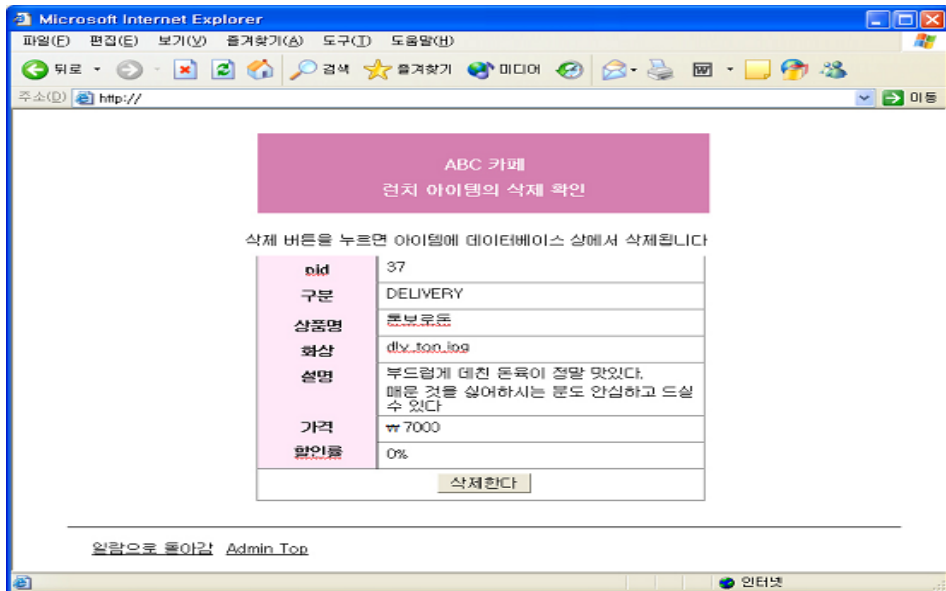 Microsoft Internet Explorer
파일(F) 편집(E) 보기(V) 즐겨찾기(A) 도구(T) 도움말(H)
뒤로 검색 즐겨찾기 미디어
주소(D) http:// 이동
ABC 카페
런치 아이템의 삭제 확인
삭제 버튼을 누르면 아이템에 데이터베이스 상에서 삭제됩니다
pid 37
구분 DELIVERY
상품명 톤보로돈
화상 dly_ton.jpg
설명 부드럽게 데친 돈육이 정말 맛있다.
매운 것을 싫어하시는 분도 안심하고 드실
수 있다
가격 ₩7000
할인률 0%
삭제한다
일람으로 돌아감 Admin Top
인터넷